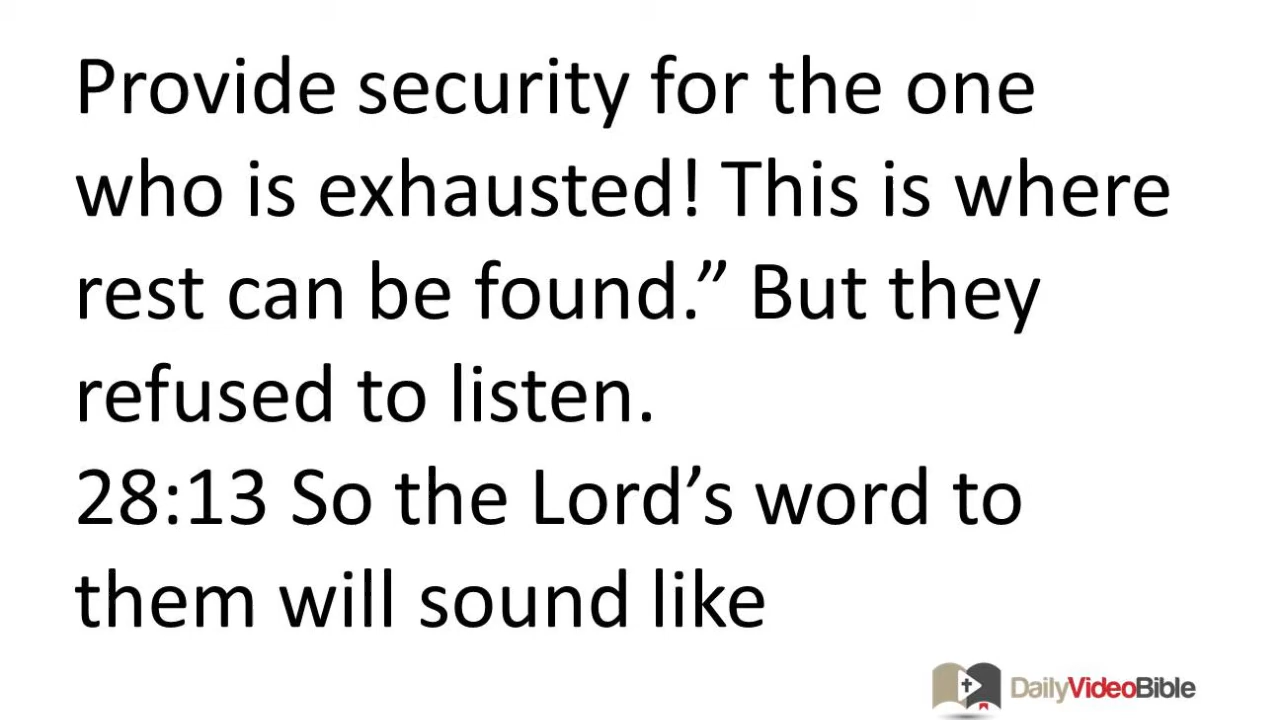 Provide security for the one
who is exhausted! This is where
rest can be found.” But they
refused to listen.
28:13 So the Lord’s word to
them will sound like
DailyVideoBible